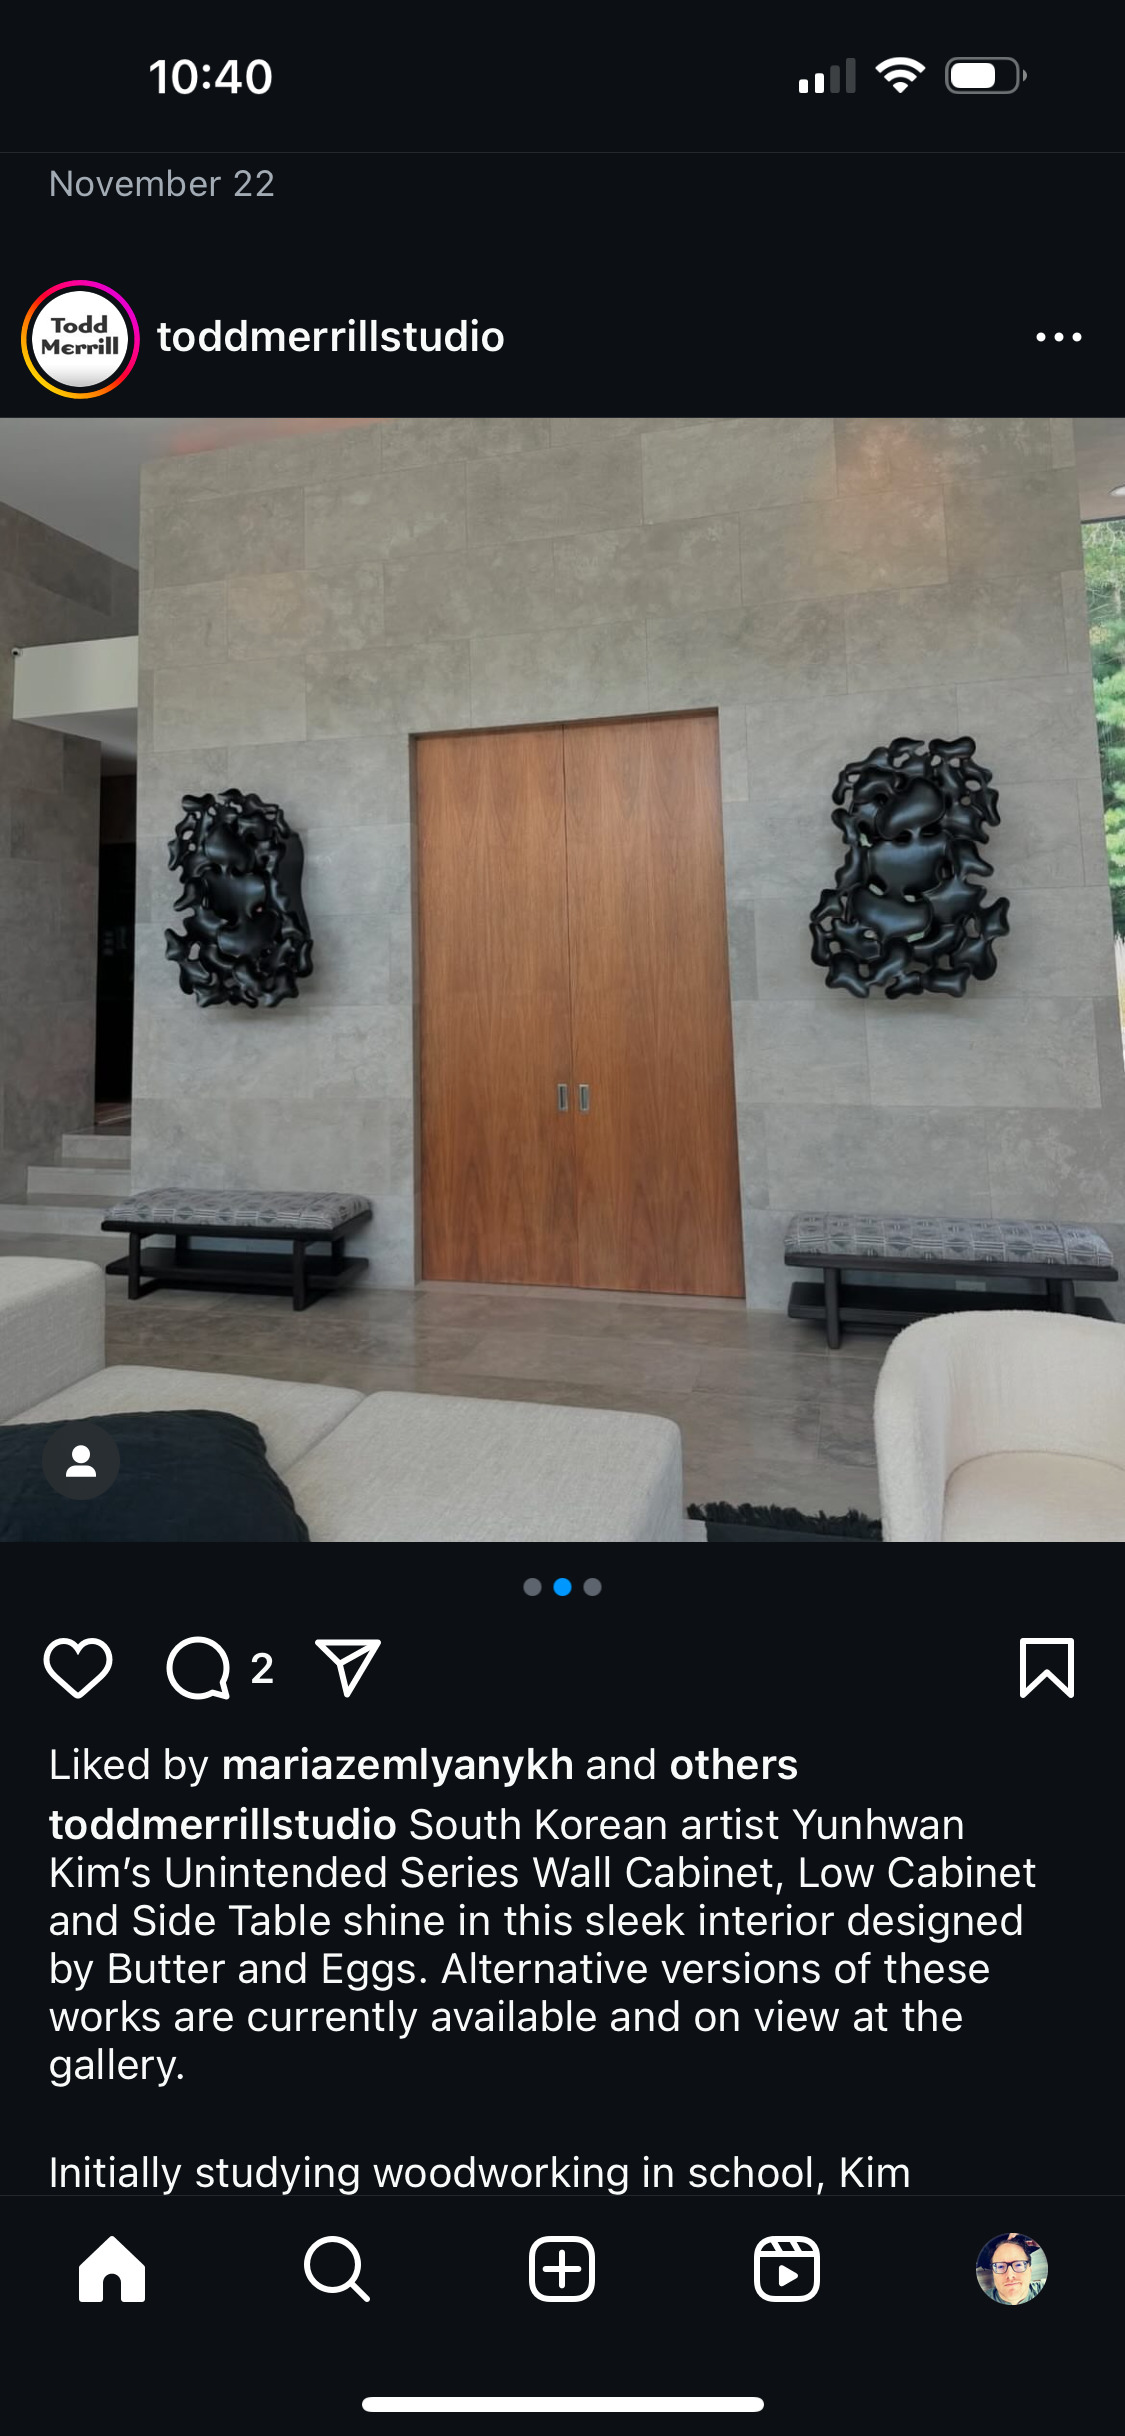 10:40
November 22
Todd
Merrill
toddmerrillstudio
2
Liked by mariazemlyanykh and others
toddmerrillstudio South Korean artist Yunhwan
Kim’s Unintended Series Wall Cabinet, Low Cabinet
and Side Table shine in this sleek interior designed
by Butter and Eggs. Alternative versions of these
works are currently available and on view at the
gallery.
Initially studying woodworking in school, Kim